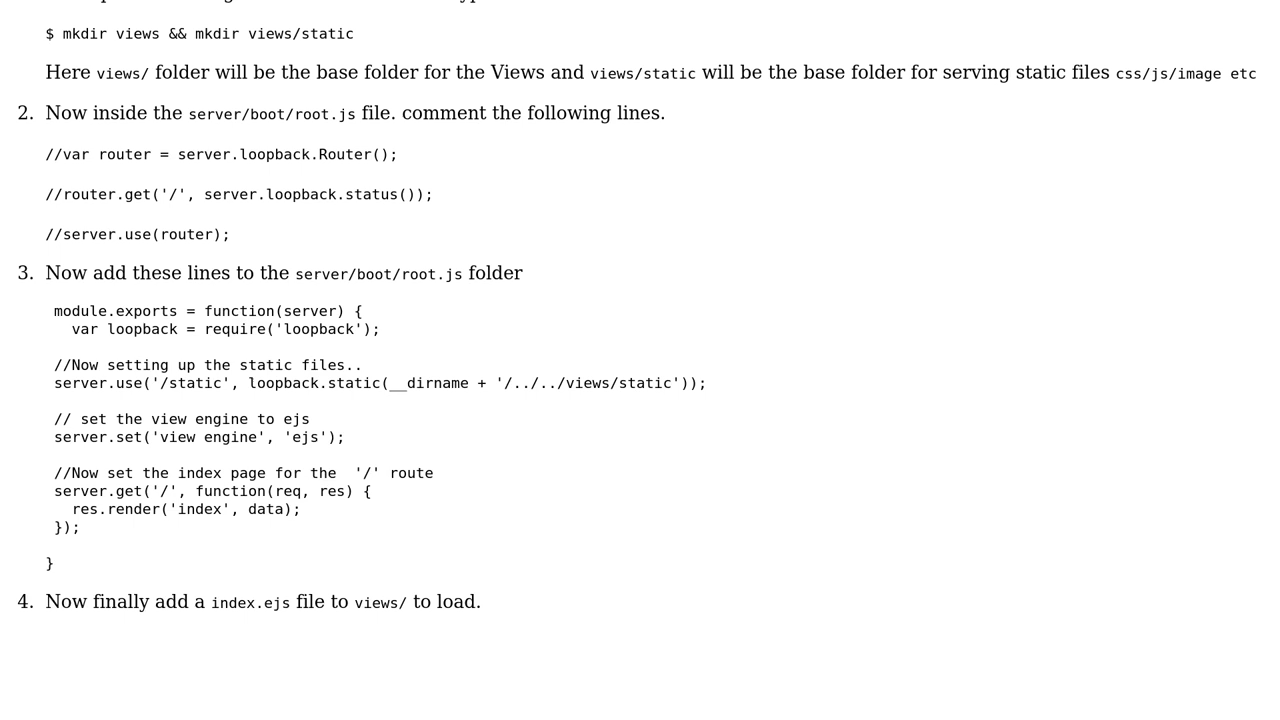 $ mkdir views && mkdir views/static
Here views/ folder will be the base folder for the Views and views/static will be the base folder for serving static files css/js/image etc
2. Now inside the server/boot/root.js file. comment the following lines.
//var router = server.loopback.Router();
//router.get('/', server.loopback.status());
//server.use(router);
3. Now add these lines to the server/boot/root.js folder
module.exports = function(server) {
var loopback = require('loopback');
//Now setting up the static files..
server.use('/static', loopback.static(__dirname + '/../../views/static'));
// set the view engine to ejs
server.set('view engine', 'ejs');
//Now set the index page for the  '/' route
server.get('/', function(req, res) {
res.render('index', data);
});
}
4. Now finally add a index.ejs file to views/ to load.